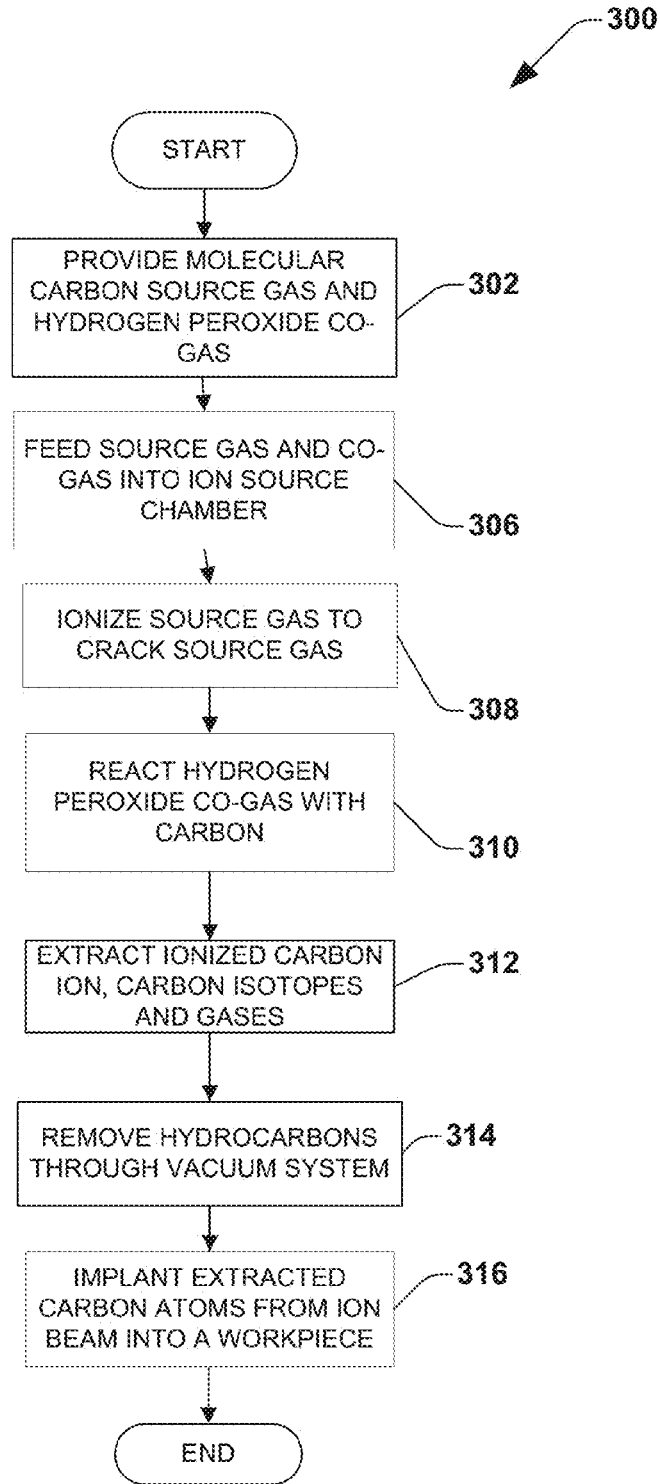 300
START
PROVIDE MOLECULAR
CARBON SOURCE GAS AND
HYDROGEN PEROXIDE CO-
GAS
302
FEED SOURCE GAS AND CO-
GAS INTO ION SOURCE
CHAMBER
306
IONIZE SOURCE GAS TO
CRACK SOURCE GAS
308
REACT HYDROGEN
PEROXIDE CO-GAS WITH
CARBON
310
EXTRACT IONIZED CARBON
ION, CARBON ISOTOPES
AND GASES
312
REMOVE HYDROCARBONS
THROUGH VACUUM SYSTEM
314
IMPLANT EXTRACTED
CARBON ATOMS FROM ION
BEAM INTO A WORKPIECE
316
END